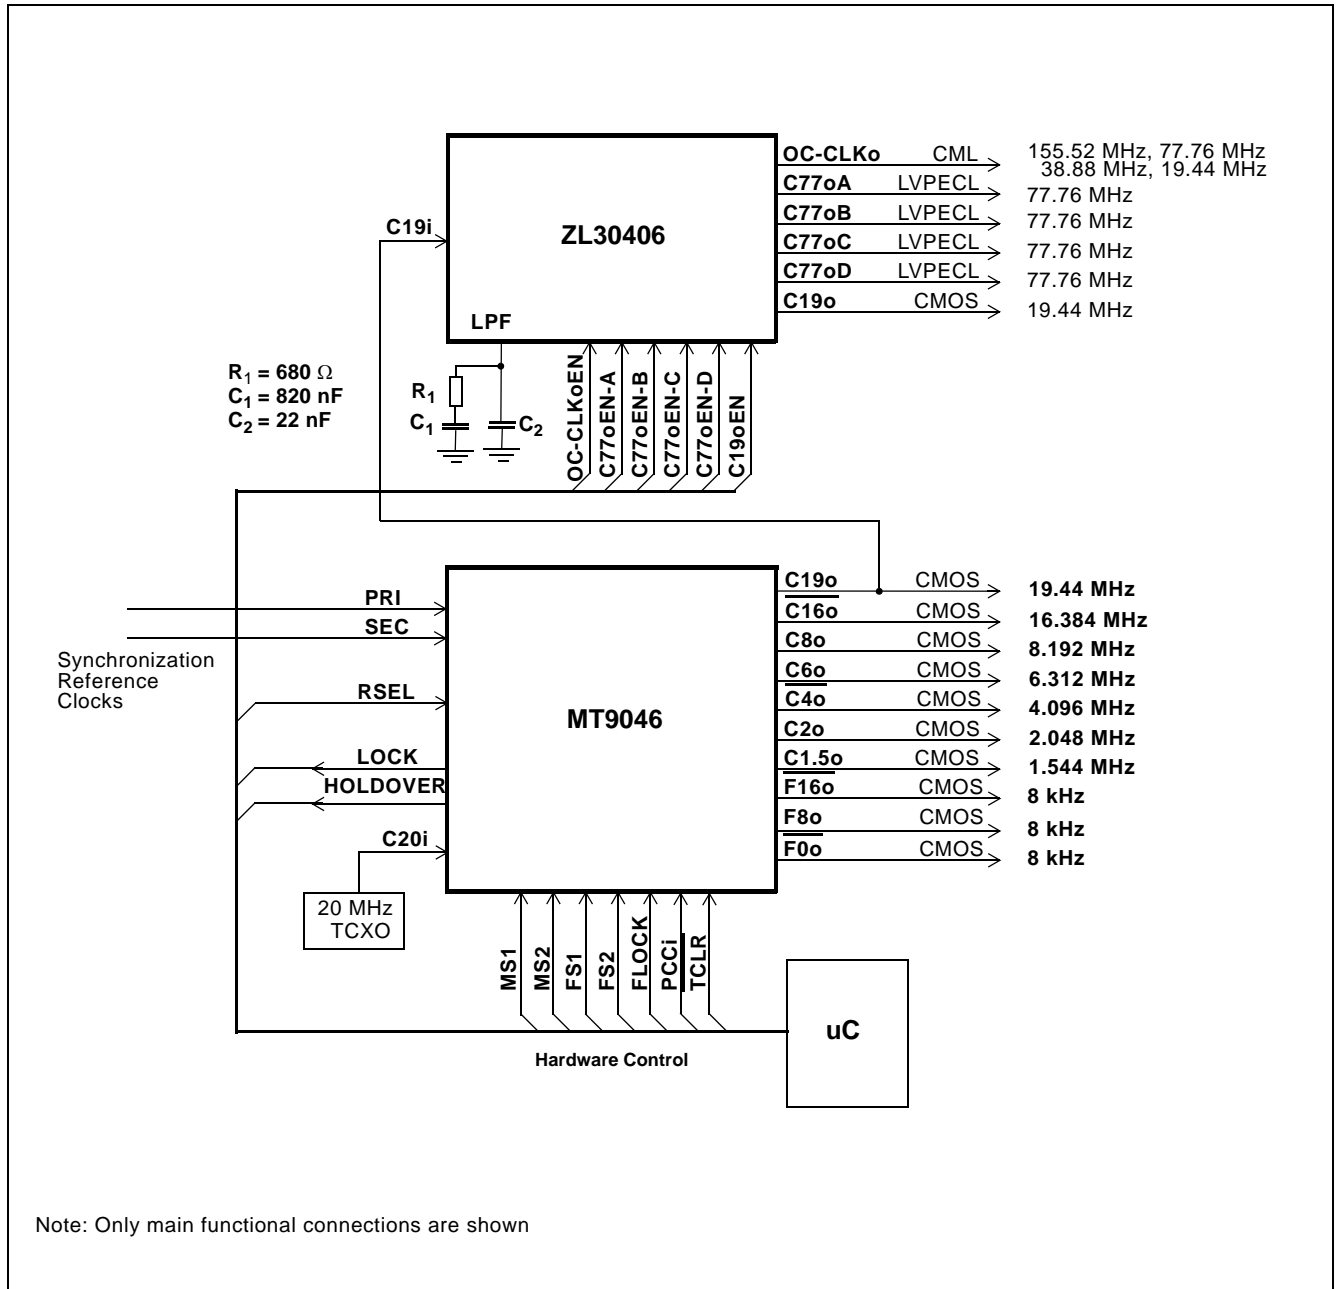 OC-CLKo CML 155.52 MHz, 77.76 MHz
38.88 MHz, 19.44 MHz
C77oA LVPECL 77.76 MHz
C77oB LVPECL 77.76 MHz
C19i
ZL30406
C77oC LVPECL 77.76 MHz
C77oD LVPECL 77.76 MHz
C19o CMOS 19.44 MHz
LPF
R1 = 680 Ω
C1 = 820 nF
C2 = 22 nF
R1
C1
C2
OC-CLKoEN
C77oEN-A
C77oEN-B
C77oEN-C
C77oEN-D
C19oEN
C19o CMOS 19.44 MHz
PRI
C16o CMOS 16.384 MHz
SEC
C8o CMOS 8.192 MHz
Synchronization
Reference
Clocks
C6o CMOS 6.312 MHz
RSEL
C4o CMOS 4.096 MHz
MT9046
C2o CMOS 2.048 MHz
LOCK
C1.5o CMOS 1.544 MHz
HOLDOVER
F16o CMOS 8 kHz
F8o CMOS 8 kHz
C20i
F0o CMOS 8 kHz
20 MHz
TCXO
MS1
MS2
FS1
FS2
FLOCK
PCCi
TCLR
uC
Hardware Control
Note: Only main functional connections are shown